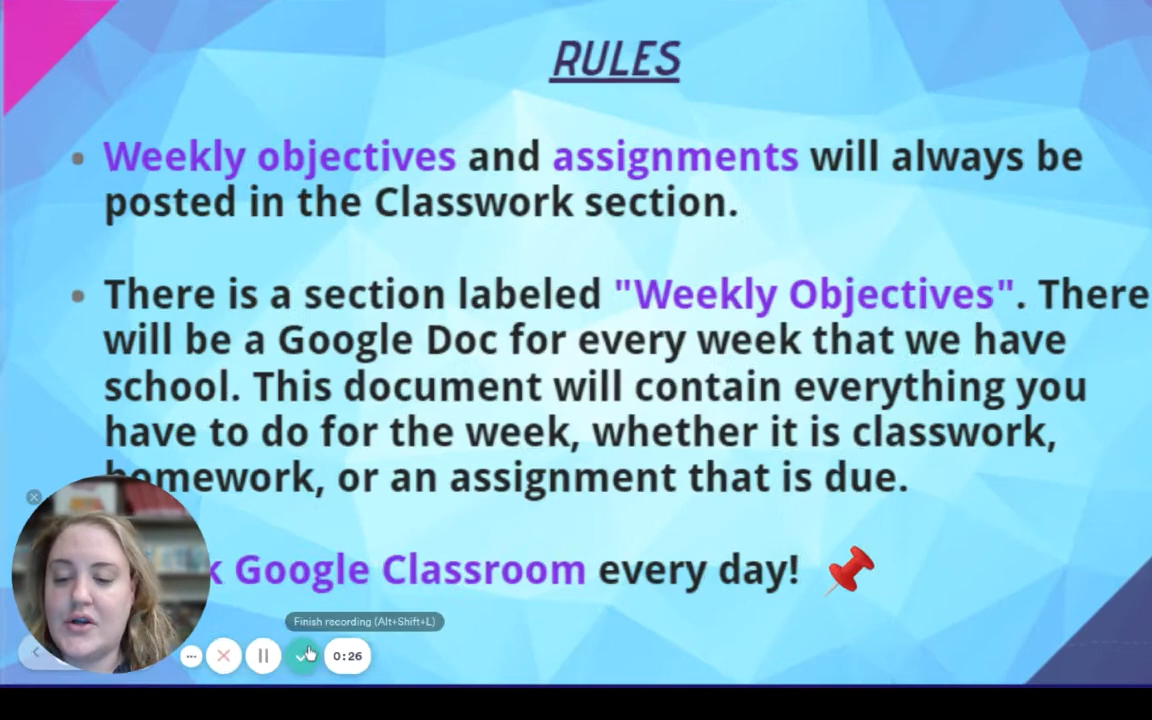 RULES
Weekly objectives and assignments will always be
posted in the Classwork section.
There is a section labeled "Weekly Objectives". There
will be a Google Doc for every week that we have
school. This document will contain everything you
have to do for the week, whether it is classwork,
homework, or an assignment that is due.
k Google Classroom every day!
Finish recording (Alt+Shift+L)
0:26